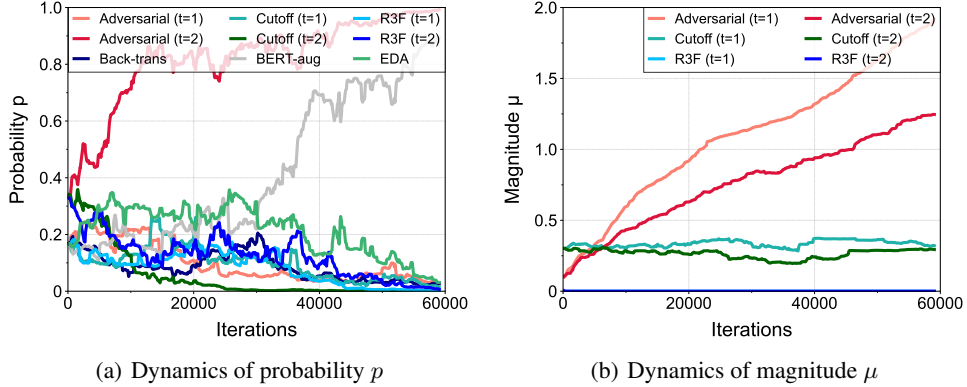 Adversarial (t=1) Cutoff (t=1) R3F (t=1)
Adversarial (t=2) Cutoff (t=2) R3F (t=2)
Back-trans BERT-aug EDA
1.0
0.8
0.6
0.4
0.2
0
Probability p
0 20000 40000 60000
Iterations
(a) Dynamics of probability p
Adversarial (t=1) Adversarial (t=2)
Cutoff (t=1) Cutoff (t=2)
R3F (t=1) R3F (t=2)
2.0
1.5
1.0
0.5
0
Magnitude μ
0 20000 40000 60000
Iterations
(b) Dynamics of magnitude μ